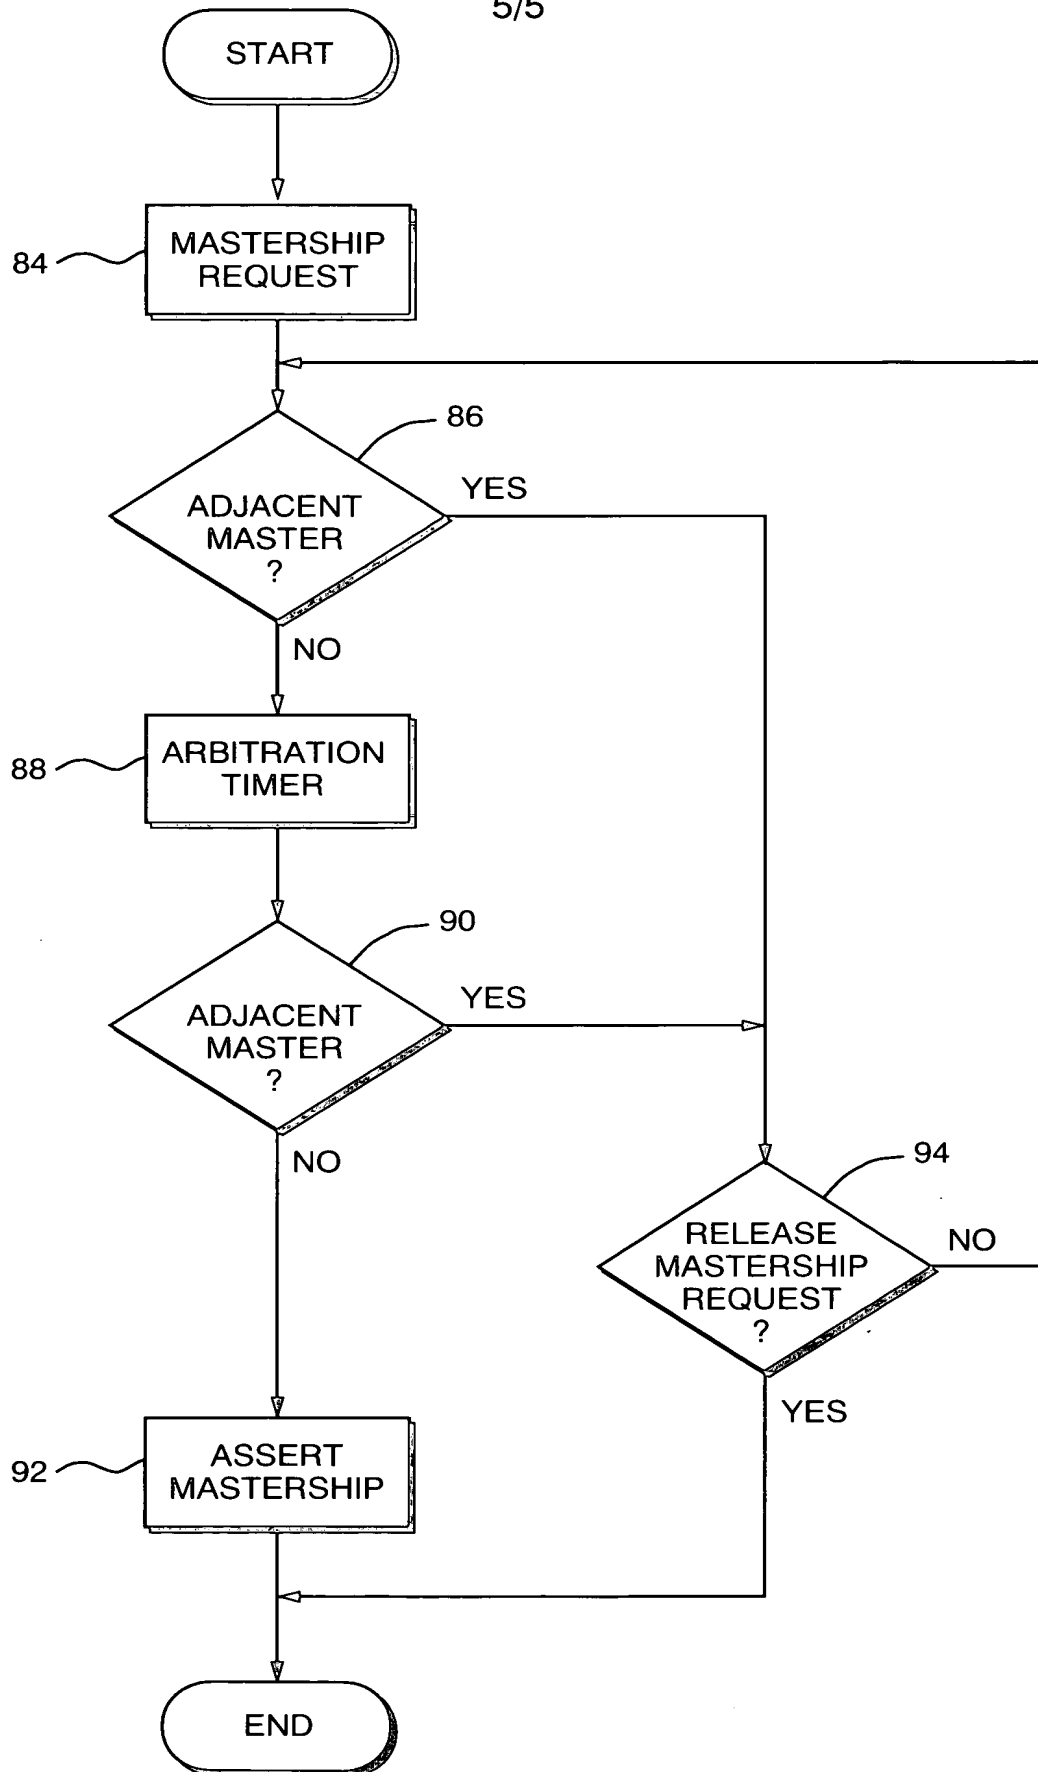 5/5
START
84
MASTERSHIP
REQUEST
86
YES
ADJACENT
MASTER
?
NO
88
ARBITRATION
TIMER
90
YES
ADJACENT
MASTER
?
NO
94
RELEASE
MASTERSHIP
REQUEST
?
NO
YES
92
ASSERT
MASTERSHIP
END